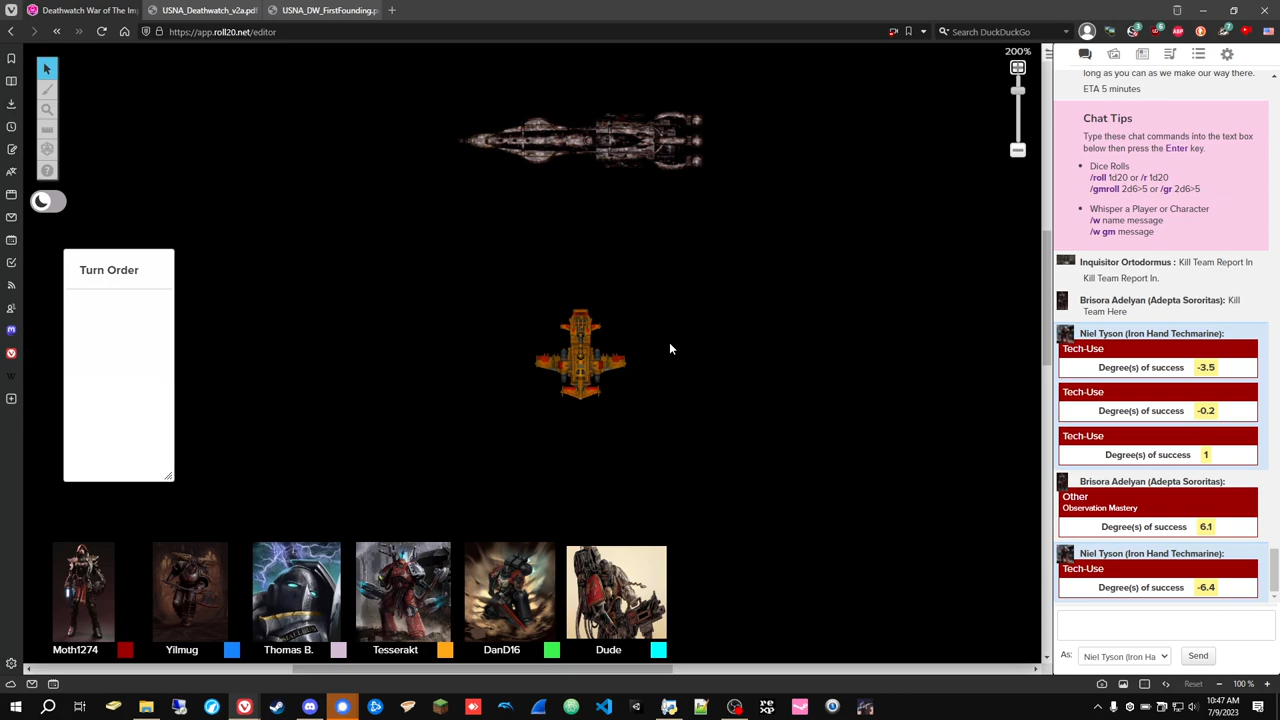 Deathwatch War of The Im
USNA_Deathwatch_v2a.pdf
USNA_DW_FirstFounding.p
https://app.roll20.net/editor
Search DuckDuckGo
200%
long as you can as we make our way there.
ETA 5 minutes
Chat Tips
Type these chat commands into the text box
below then press the Enter key.
Dice Rolls
/roll 1d20 or /r 1d20
/gmroll 2d6>5 or /gr 2d6>5
Whisper a Player or Character
/w name message
/w gm message
Turn Order
Inquisitor Ortodormus : Kill Team Report In
Kill Team Report In.
Brisora Adelyan (Adepta Sororitas): Kill
Team Here
Niel Tyson (Iron Hand Techmarine):
Tech-Use
Degree(s) of success -3.5
Tech-Use
Degree(s) of success -0.2
Tech-Use
Degree(s) of success 1
Brisora Adelyan (Adepta Sororitas):
Other
Observation Mastery
Degree(s) of success 6.1
Niel Tyson (Iron Hand Techmarine):
Tech-Use
Degree(s) of success -6.4
Moth1274
Yilmug
Thomas B.
Tesserakt
DanD16
Dude
As: Niel Tyson (Iron Ha
Send
Reset
100 %
10:47 AM
7/9/2023